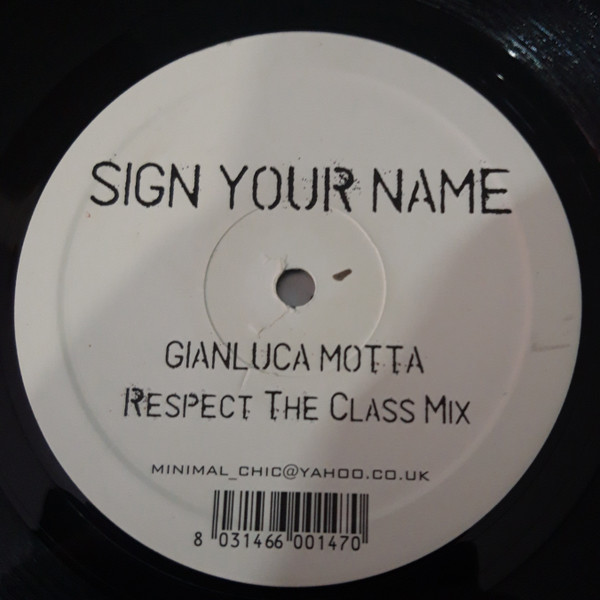 SIGN YOUR NAME
GIANLUCA MOTTA
RESPECT THE CLASS MIX
MINIMAL_CHIC@YAHOO.CO.UK
8 031466 001470